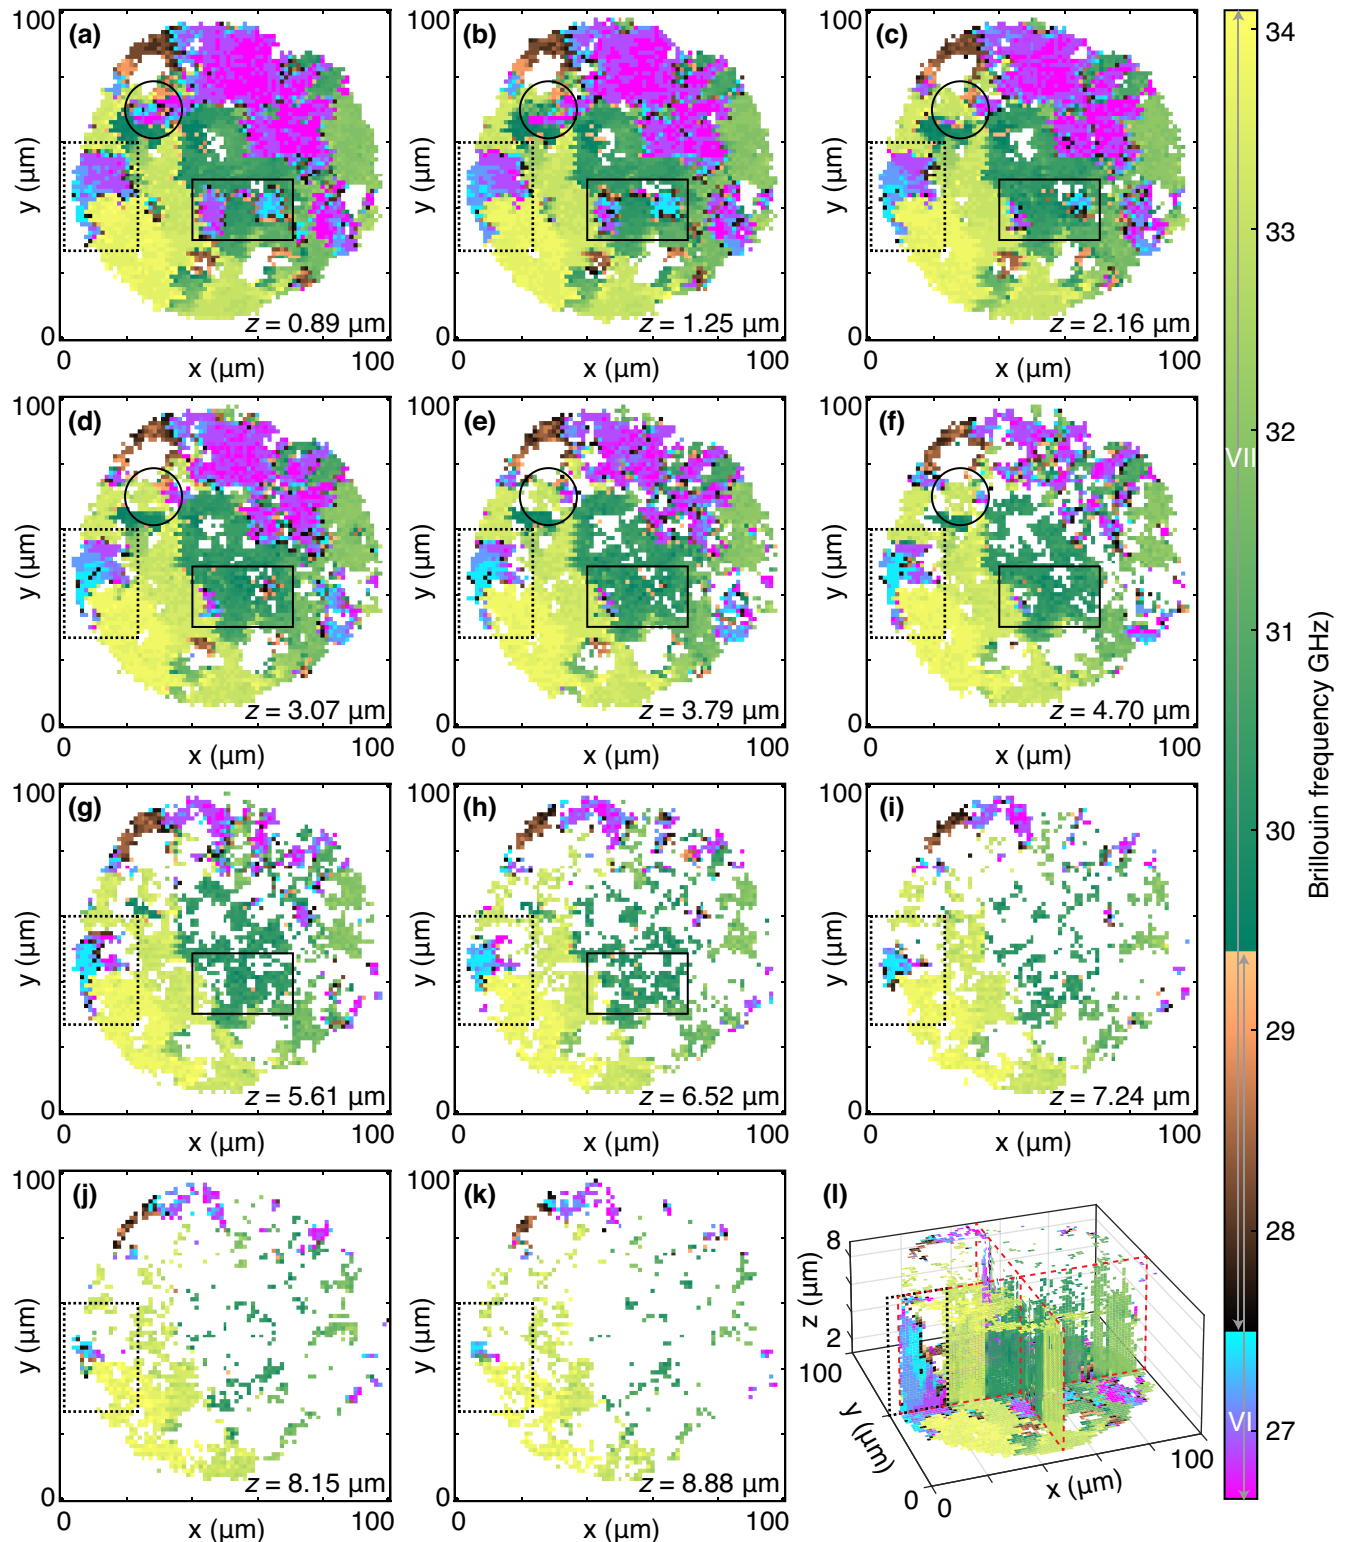 100 (a) y (µm) 0 z = 0.89 µm
0 x (µm) 100
(b) y (µm) z = 1.25 µm
0 x (µm) 100
100 (c) y (µm) 0 z = 2.16 µm
0 x (µm) 100
100 (d) y (µm) 0 z = 3.07 µm
0 x (µm) 100
100 (e) y (µm) 0 z = 3.79 µm
0 x (µm) 100
100 (f) y (µm) 0 z = 4.70 µm
0 x (µm) 100
100 (g) y (µm) 0 z = 5.61 µm
0 x (µm) 100
100 (h) y (µm) 0 z = 6.52 µm
0 x (µm) 100
100 (i) y (µm) 0 z = 7.24 µm
0 x (µm) 100
100 (j) y (µm) 0 z = 8.15 µm
0 x (µm) 100
100 (k) y (µm) 0 z = 8.88 µm
0 x (µm) 100
(l)
8
z (µm)
2
100
y (µm)
0
0
x (µm)
100
34
33
32
VII
31
30
29
28
27
VI
Brillouin frequency GHz)